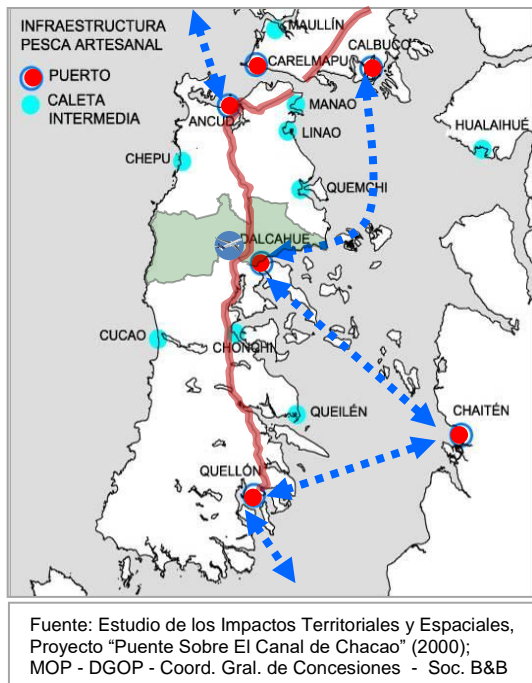 INFRAESTRUCTURA
PESCA ARTESANAL
PUERTO
CALETA
INTERMEDIA
MAULLÍN
CARELMAPU
CALBUCO
ANCUD
MANAO
LINAO
HUALAIHUÉ
CHEPU
QUEMCHI
DALCAHUE
CUCAO
CHONCHI
QUEILÉN
CHAITÉN
QUELLÓN
Fuente: Estudio de los Impactos Territoriales y Espaciales,
Proyecto “Puente Sobre El Canal de Chacao” (2000);
MOP - DGOP - Coord. Gral. de Concesiones - Soc. B&B